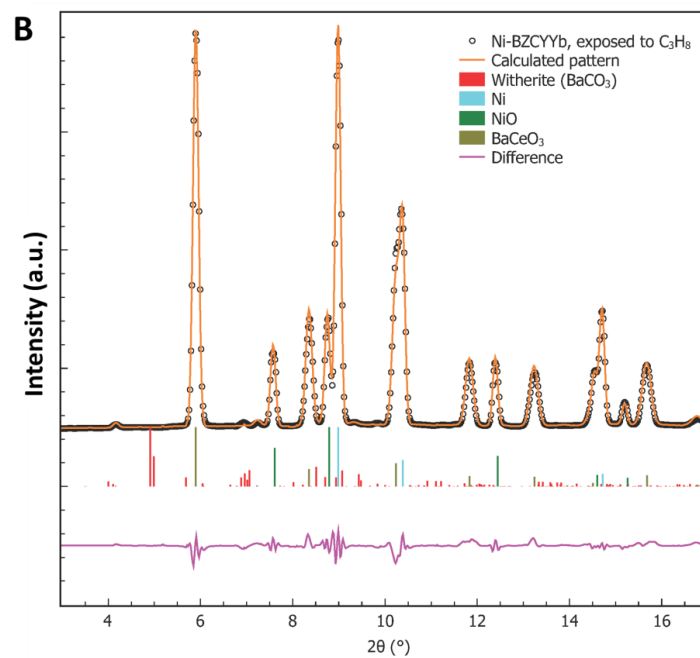 B
Ni-BZCYYb, exposed to C₃H₈
Calculated pattern
Witherite (BaCO₃)
Ni
NiO
BaCeO₃
Difference
Intensity (a.u.)
4 6 8 10 12 14 16
2θ (°)